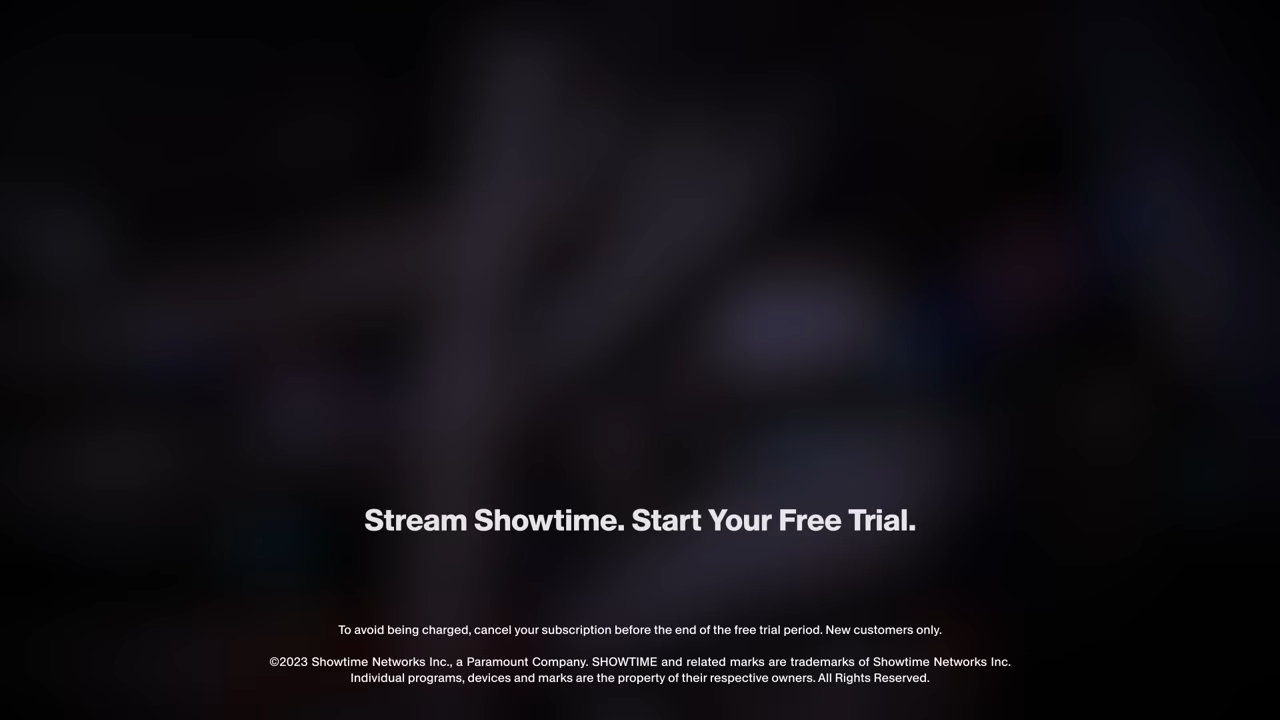 Stream Showtime. Start Your Free Trial.
To avoid being charged, cancel your subscription before the end of the free trial period. New customers only.
©2023 Showtime Networks Inc., a Paramount Company. SHOWTIME and related marks are trademarks of Showtime Networks Inc.
Individual programs, devices and marks are the property of their respective owners. All Rights Reserved.